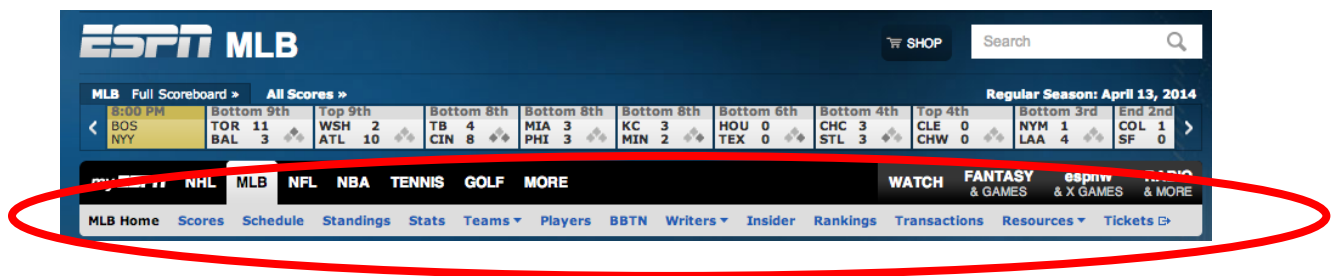 ESPN MLB SHOP Search
MLB Full Scoreboard » All Scores » Regular Season: April 13, 2014
8:00 PM Bottom 9th Top 9th Bottom 8th Bottom 8th Bottom 8th Bottom 6th Bottom 4th Top 4th Bottom 3rd End 2nd
BOS TOR 11 WSH 2 TB 4 MIA 3 KC 3 HOU 0 CHC 3 CLE 0 NYM 1 COL 1
NYY BAL 3 ATL 10 CIN 8 PHI 3 MIN 2 TEX 0 STL 3 CHW 0 LAA 4 SF 0
myESPN NHL MLB NFL NBA TENNIS GOLF MORE WATCH FANTASY espnW RADIO
& GAMES & X GAMES & MORE
MLB Home Scores Schedule Standings Stats Teams Players BBTN Writers Insider Rankings Transactions Resources Tickets